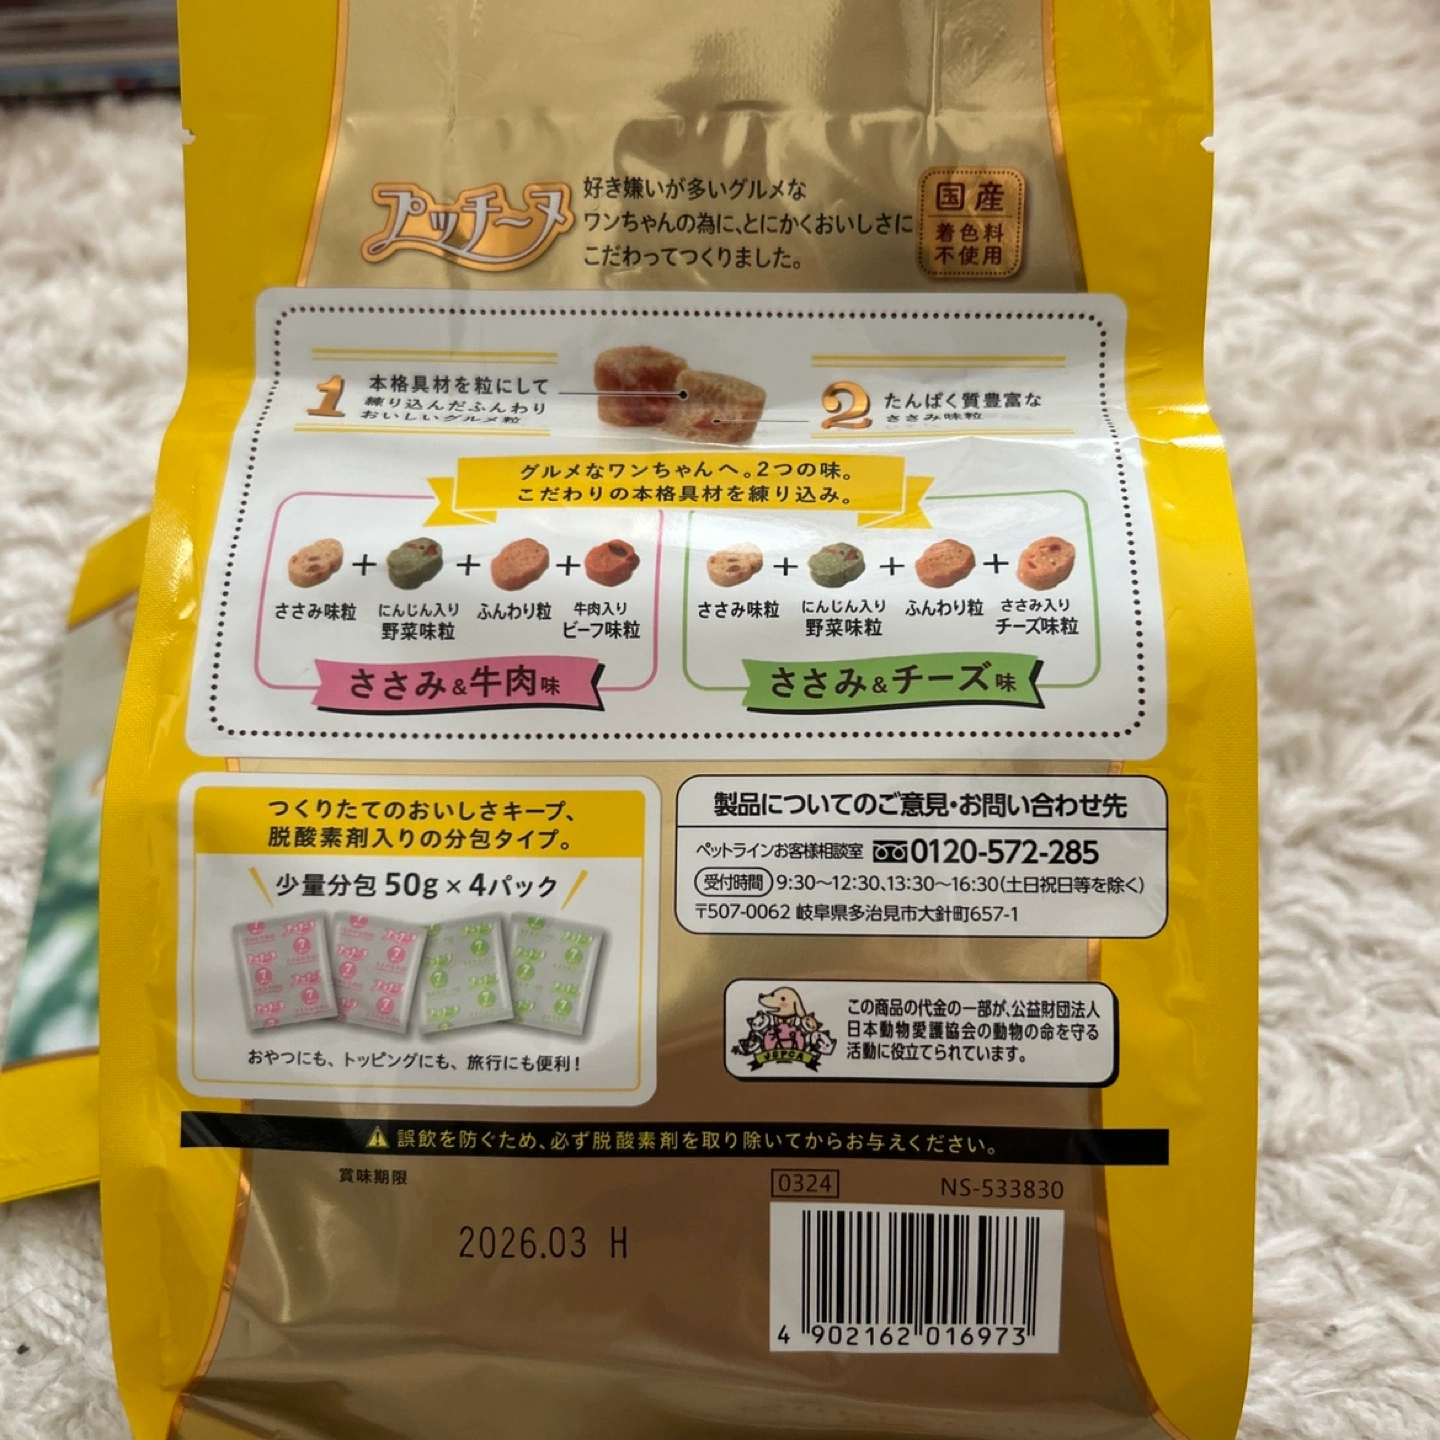 プッチーヌ
好き嫌いが多いグルメな
ワンちゃんの為に、とにかくおいしさに
こだわってつくりました。
国産
着色料
不使用
1
本格具材を粒にして
練り込んだふんわり
おいしいグルメ粒
2
たんぱく質豊富な
ささみ味粒
グルメなワンちゃんへ。2つの味。
こだわりの本格具材を練り込み。
ささみ味粒
+
にんじん入り
野菜味粒
+
ふんわり粒
+
牛肉入り
ビーフ味粒
ささみ&牛肉味
ささみ味粒
+
にんじん入り
野菜味粒
+
ふんわり粒
+
ささみ入り
チーズ味粒
ささみ&チーズ味
つくりたてのおいしさキープ、
脱酸素剤入りの分包タイプ。
少量分包 50g×4パック
おやつにも、トッピングにも、旅行にも便利!
製品についてのご意見・お問い合わせ先
ペットラインお客様相談室 0120-572-285
受付時間 9:30〜12:30、13:30〜16:30(土日祝日等を除く)
〒507-0062 岐阜県多治見市大針町657-1
JSPCA
この商品の代金の一部が、公益財団法人
日本動物愛護協会の動物の命を守る
活動に役立てられています。
誤飲を防ぐため、必ず脱酸素剤を取り除いてからお与えください。
賞味期限
2026.03 H
0324
NS-533830
4 902162 016973